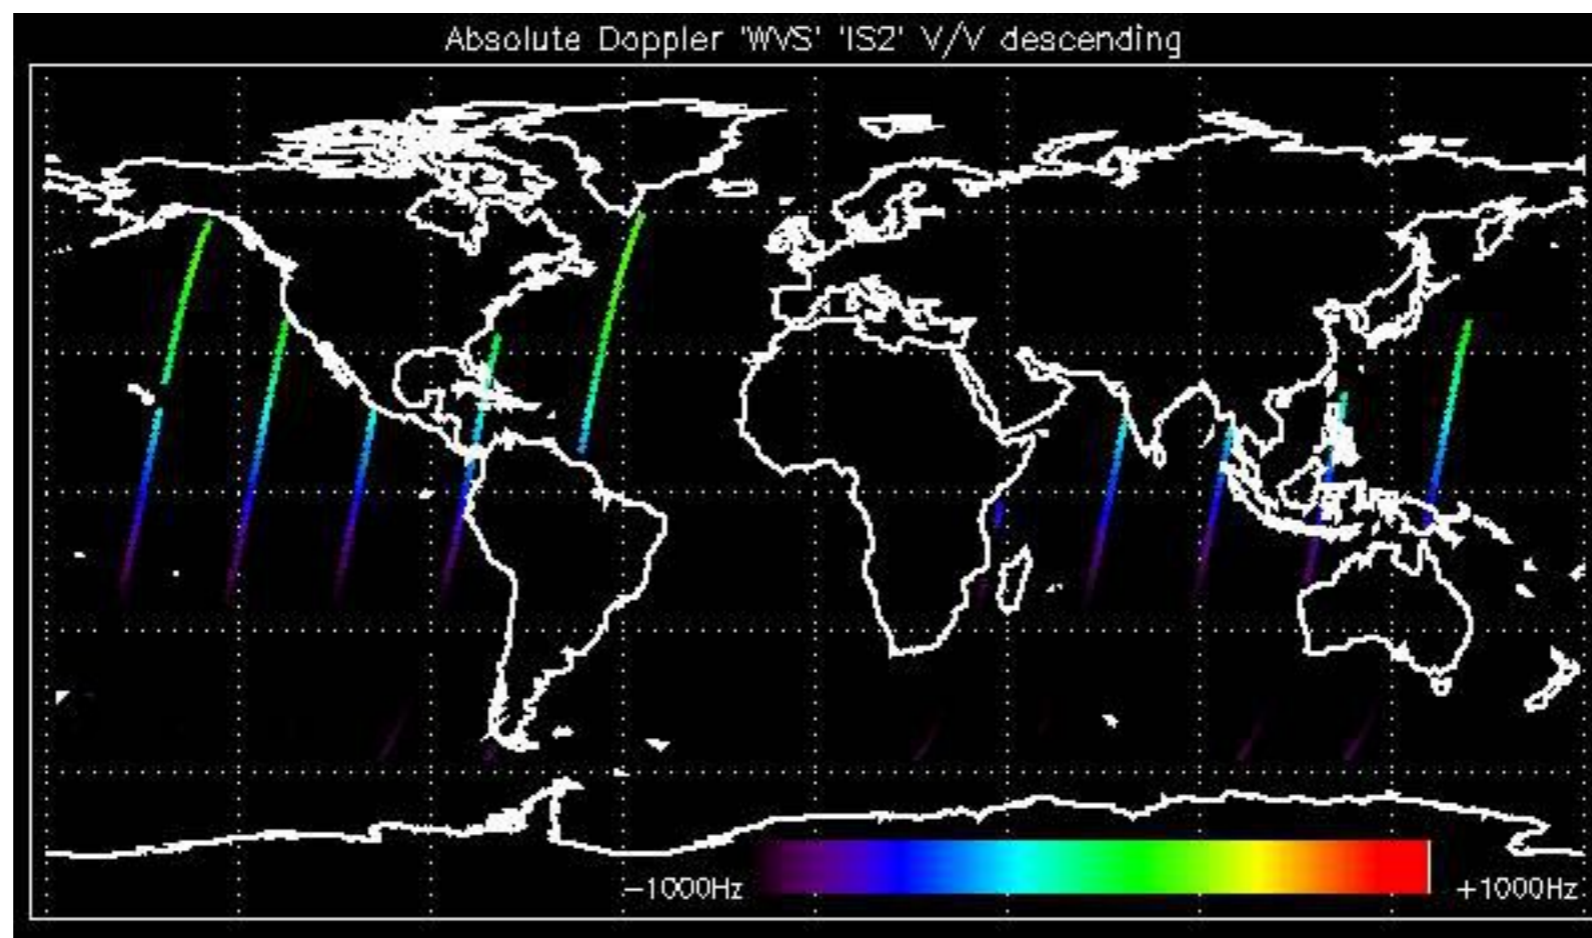 Absolute Doppler 'WVS' 'IS2' V/V descending
−1000Hz +1000Hz